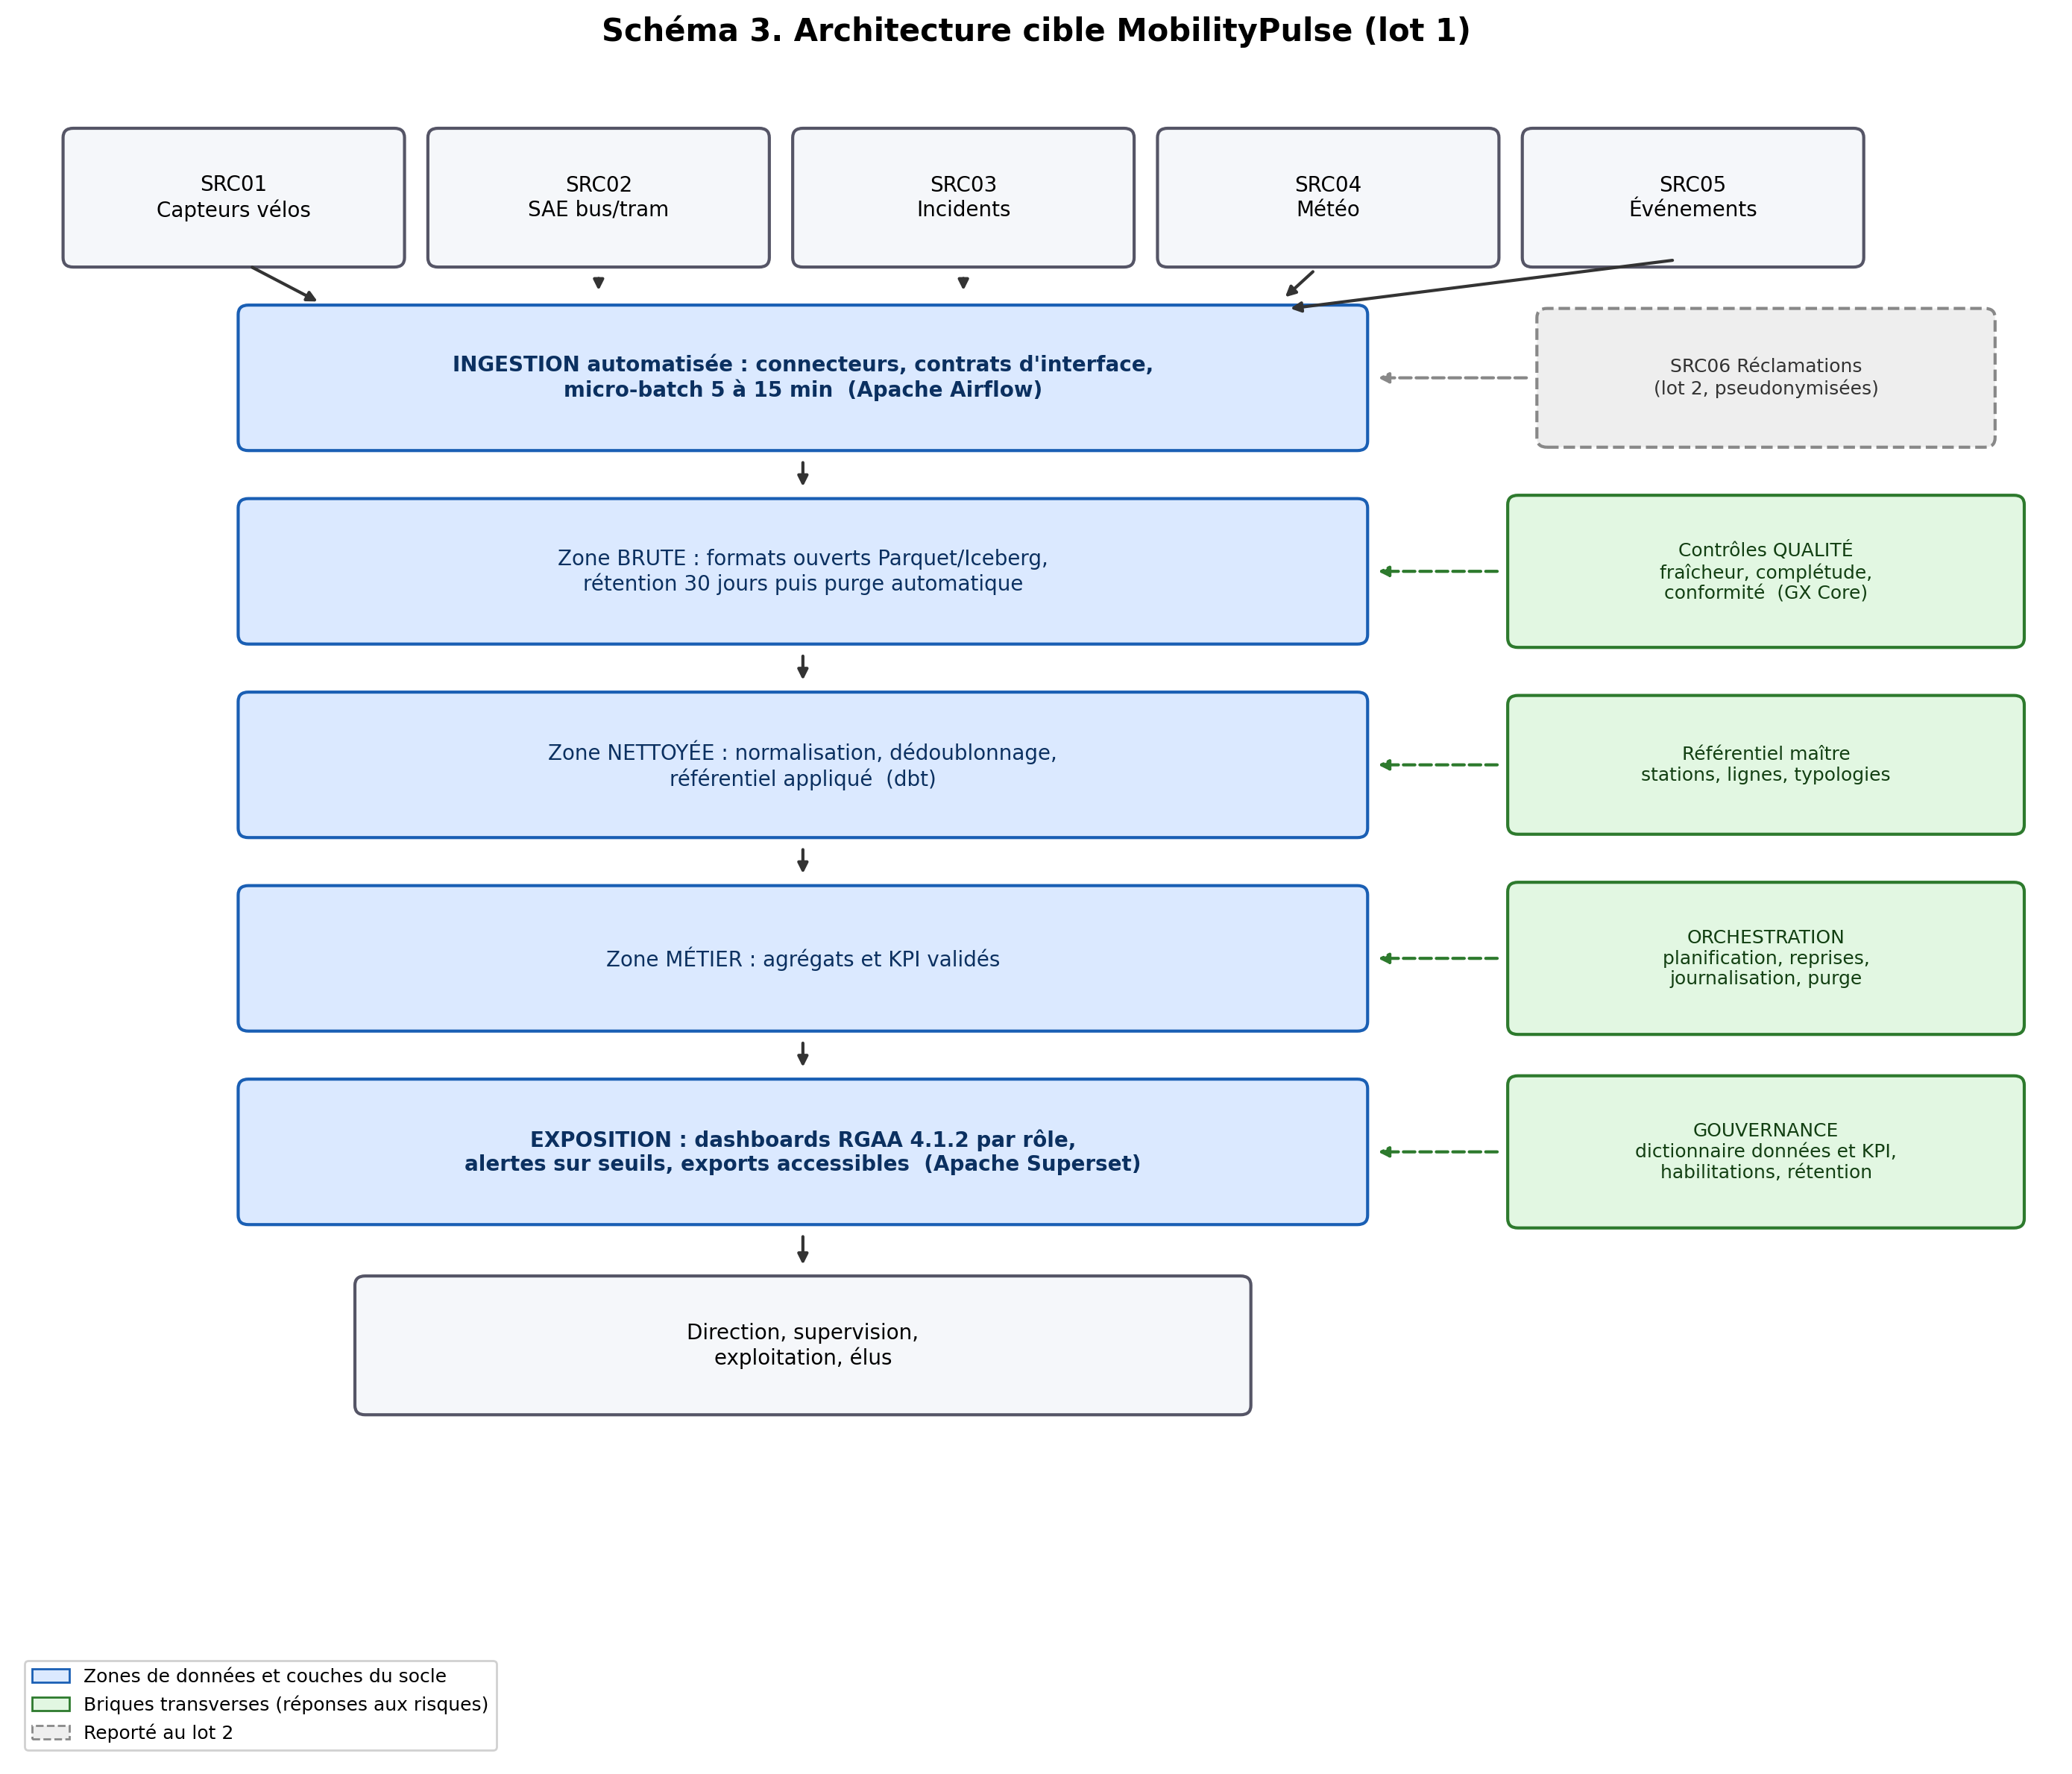 Schéma 3. Architecture cible MobilityPulse (lot 1)
SRC01
Capteurs vélos
SRC02
SAE bus/tram
SRC03
Incidents
SRC04
Météo
SRC05
Événements
INGESTION automatisée : connecteurs, contrats d'interface,
micro-batch 5 à 15 min  (Apache Airflow)
SRC06 Réclamations
(lot 2, pseudonymisées)
Zone BRUTE : formats ouverts Parquet/Iceberg,
rétention 30 jours puis purge automatique
Contrôles QUALITÉ
fraîcheur, complétude,
conformité  (GX Core)
Zone NETTOYÉE : normalisation, dédoublonnage,
référentiel appliqué  (dbt)
Référentiel maître
stations, lignes, typologies
Zone MÉTIER : agrégats et KPI validés
ORCHESTRATION
planification, reprises,
journalisation, purge
EXPOSITION : dashboards RGAA 4.1.2 par rôle,
alertes sur seuils, exports accessibles  (Apache Superset)
GOUVERNANCE
dictionnaire données et KPI,
habilitations, rétention
Direction, supervision,
exploitation, élus
Zones de données et couches du socle
Briques transverses (réponses aux risques)
Reporté au lot 2